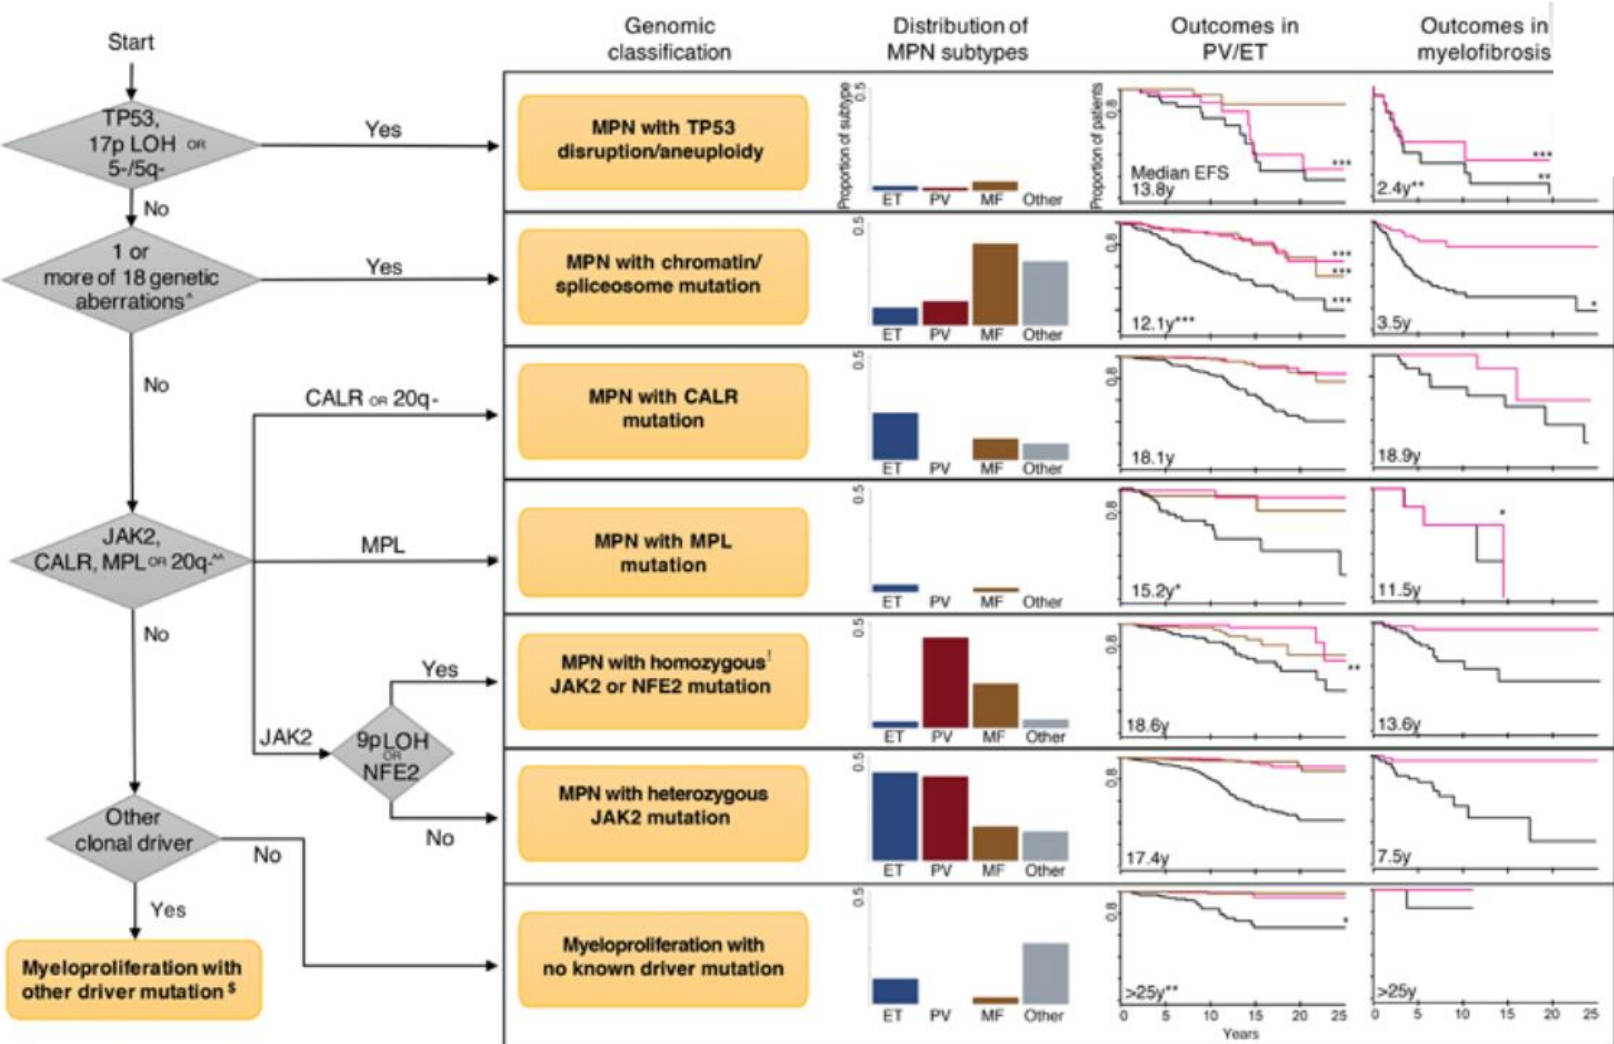 Start
TP53,
17p LOH OR
5-/5q-
Yes
No
1 or
more of 18 genetic
aberrations^
Yes
No
JAK2,
CALR, MPL OR 20q-^^
CALR OR 20q-
MPL
JAK2
No
9pLOH
OR
NFE2
Yes
No
Other
clonal driver
No
Yes
Myeloproliferation with
other driver mutation $
Genomic
classification
Distribution of
MPN subtypes
Outcomes in
PV/ET
Outcomes in
myelofibrosis
MPN with TP53
disruption/aneuploidy
Proportion of subtype
0.5
ET PV MF Other
Proportion of patients
0.8
Median EFS
13.8y
***
2.4y**
***
**
MPN with chromatin/
spliceosome mutation
0.5
ET PV MF Other
0.8
12.1y***
***
***
***
3.5y
*
MPN with CALR
mutation
0.5
ET PV MF Other
0.8
18.1y
18.9y
MPN with MPL
mutation
0.5
ET PV MF Other
0.8
15.2y*
11.5y
*
MPN with homozygous!
JAK2 or NFE2 mutation
0.5
ET PV MF Other
0.8
18.6y
**
13.6y
MPN with heterozygous
JAK2 mutation
0.5
ET PV MF Other
0.8
17.4y
7.5y
Myeloproliferation with
no known driver mutation
0.5
ET PV MF Other
0.8
>25y**
*
>25y
0 5 10 15 20 25
Years
0 5 10 15 20 25